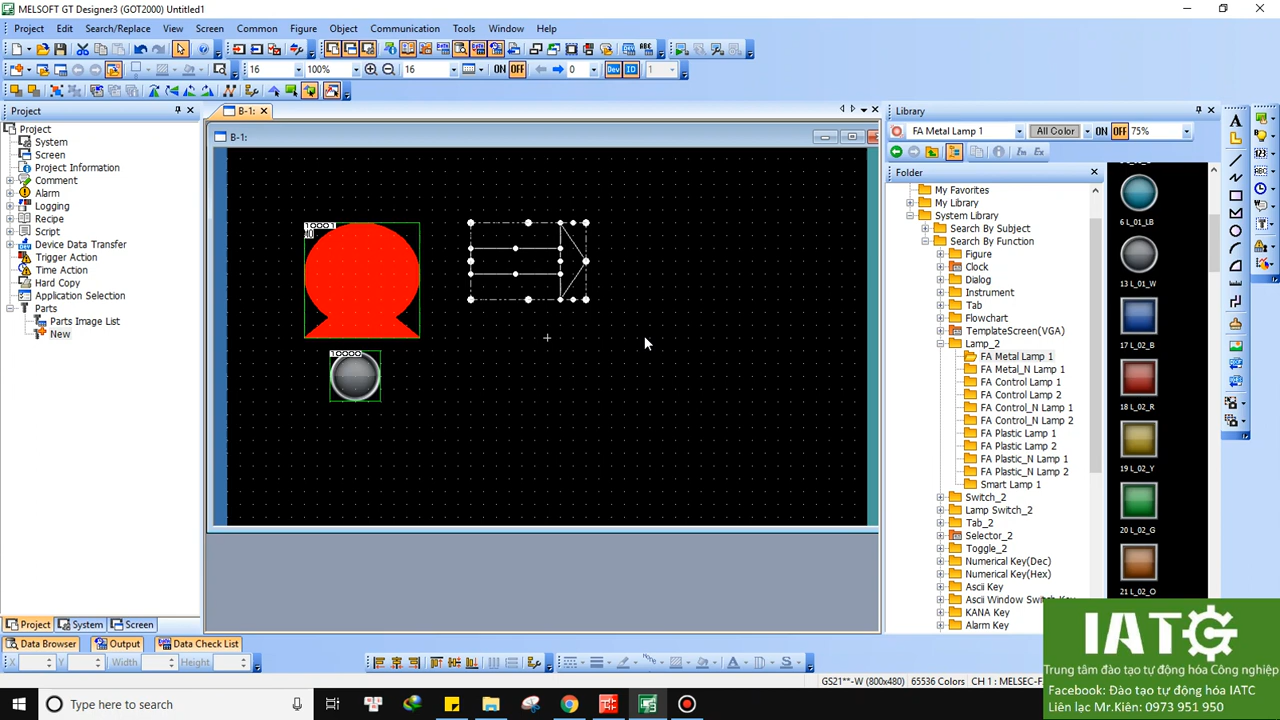 MELSOFT GT Designer3 (GOT2000) Untitled1
Project Edit Search/Replace View Screen Common Figure Object Communication Tools Window Help
16 100% 16 ON OFF 0 Dev ID 1
Project
B-1:
Library
Project
System
Screen
Project Information
Comment
Alarm
Logging
Recipe
Script
Device Data Transfer
Trigger Action
Time Action
Hard Copy
Application Selection
Parts
Parts Image List
New
B-1:
10001
10000
FA Metal Lamp 1 All Color ON OFF 75%
Folder
My Favorites
My Library
System Library
Search By Subject
Search By Function
Figure
Clock
Dialog
Instrument
Tab
Flowchart
TemplateScreen(VGA)
Lamp_2
FA Metal Lamp 1
FA Metal_N Lamp 1
FA Control Lamp 1
FA Control Lamp 2
FA Control_N Lamp 1
FA Control_N Lamp 2
FA Plastic Lamp 1
FA Plastic Lamp 2
FA Plastic_N Lamp 1
FA Plastic_N Lamp 2
Smart Lamp 1
Switch_2
Lamp Switch_2
Tab_2
Selector_2
Toggle_2
Numerical Key(Dec)
Numerical Key(Hex)
Ascii Key
Ascii Window Switch Key
KANA Key
Alarm Key
6 L_01_LB
13 L_01_W
17 L_02_B
18 L_02_R
19 L_02_Y
20 L_02_G
21 L_02_O
Project System Screen
Data Browser Output Data Check List
X Y Width Height
GS21**-W (800x480) 65536 Colors CH 1 : MELSEC-F
IATC
Trung tâm đào tạo tự động hóa Công nghiệp
Facebook: Đào tạo tự động hóa IATC
Liên lạc Mr.Kiên: 0973 951 950
Type here to search